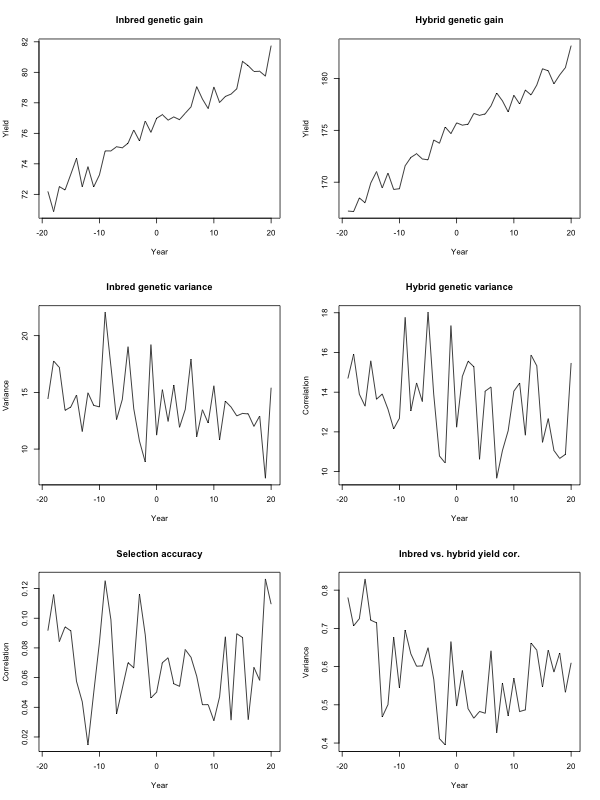 Inbred genetic gain
Hybrid genetic gain
Yield
72 74 76 78 80 82
-20 -10 0 10 20
Year
Yield
170 175 180
-20 -10 0 10 20
Year
Inbred genetic variance
Hybrid genetic variance
Variance
10 15 20
-20 -10 0 10 20
Year
Correlation
10 12 14 16 18
-20 -10 0 10 20
Year
Selection accuracy
Inbred vs. hybrid yield cor.
Correlation
0.02 0.04 0.06 0.08 0.10 0.12
-20 -10 0 10 20
Year
Variance
0.4 0.5 0.6 0.7 0.8
-20 -10 0 10 20
Year